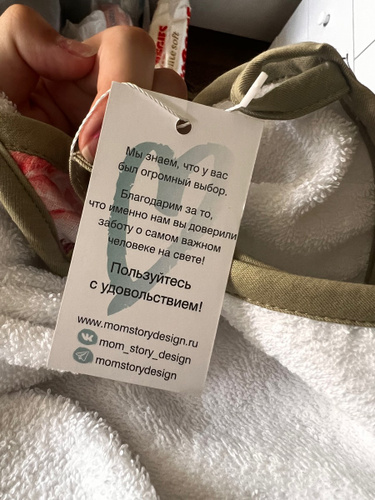 Мы знаем, что у вас
был огромный выбор.
Благодарим за то,
что именно нам вы доверили
заботу о самом важном
человеке на свете!
Пользуйтесь
с удовольствием!
www.momstorydesign.ru
mom_story_design
momstorydesign